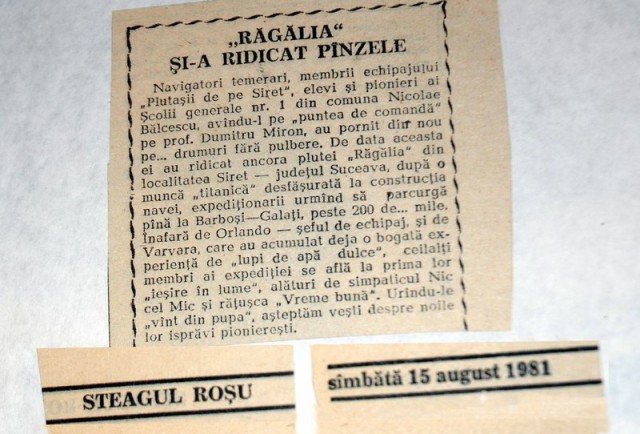 „RĂGĂLIA“
ŞI-A RIDICAT PÎNZELE
Navigatori temerari, membrii echipajului
„Plutaşii de pe Siret“, elevi şi pionieri ai
Şcolii generale nr. 1 din comuna Nicolae
Bălcescu, avindu-l pe „puntea de comandă“
pe prof. Dumitru Miron, au pornit din nou
pe... drumuri fără pulbere. De data aceasta
ei au ridicat ancora plutei „Răgălia“ din
localitatea Siret — judeţul Suceava, după o
muncă „titanică“ desfăşurată la construcţia
navei, expediţionarii urmînd să parcurgă
pînă la Barboşi—Galaţi, peste 200 de... mile.
Înafară de Orlando — şeful de echipaj, şi de
Varvara, care au acumulat deja o bogată ex-
perienţă de „lupi de apă dulce“, ceilalţi
membri ai expediţiei se află la prima lor
„ieşire în lume“, alături de simpaticul Nic
cel Mic şi răţuşca „Vreme bună“. Urindu-le
„vint din pupa“, aşteptăm veşti despre noile
lor isprăvi pionierești.
STEAGUL ROŞU
sîmbătă 15 august 1981